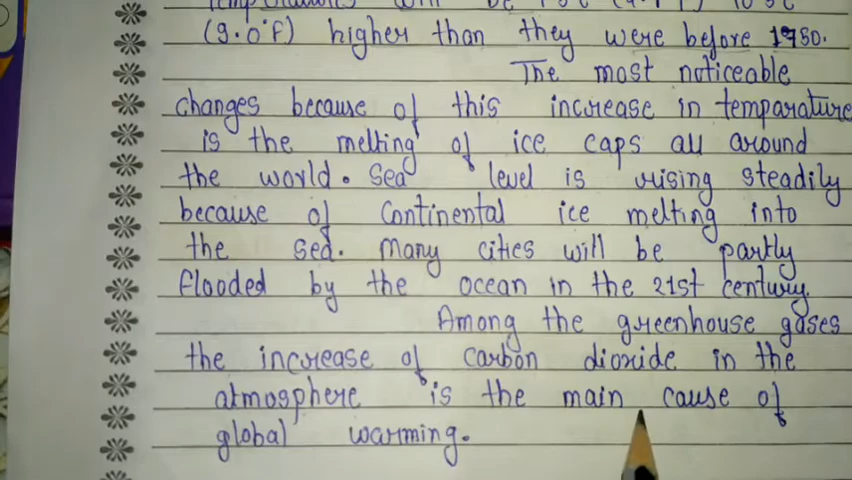 (9.0°F) higher than they were before 1950.
The most noticeable
changes because of this increase in temparature
is the melting of ice caps all around
the world. Sea level is rising steadily
because of Continental ice melting into
the sea. Many cities will be partly
flooded by the ocean in the 21st century.
Among the greenhouse gases
the increase of carbon dioxide in the
atmosphere is the main cause of
global warming.